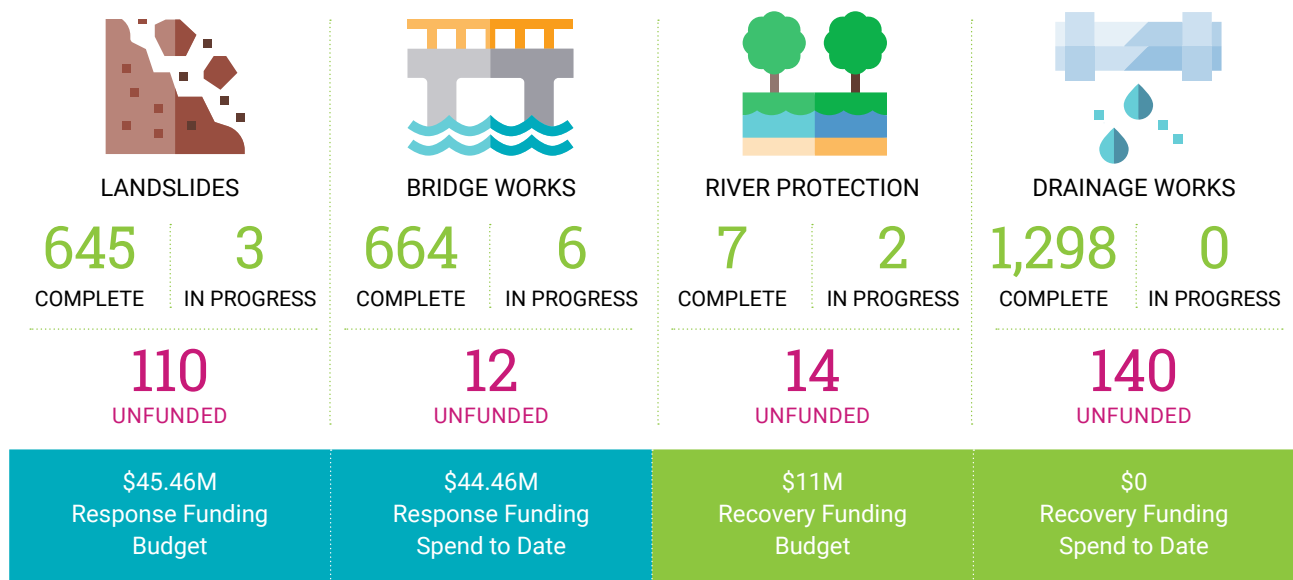 LANDSLIDES
645
COMPLETE
3
IN PROGRESS
110
UNFUNDED
BRIDGE WORKS
664
COMPLETE
6
IN PROGRESS
12
UNFUNDED
RIVER PROTECTION
7
COMPLETE
2
IN PROGRESS
14
UNFUNDED
DRAINAGE WORKS
1,298
COMPLETE
0
IN PROGRESS
140
UNFUNDED
$45.46M
Response Funding
Budget
$44.46M
Response Funding
Spend to Date
$11M
Recovery Funding
Budget
$0
Recovery Funding
Spend to Date